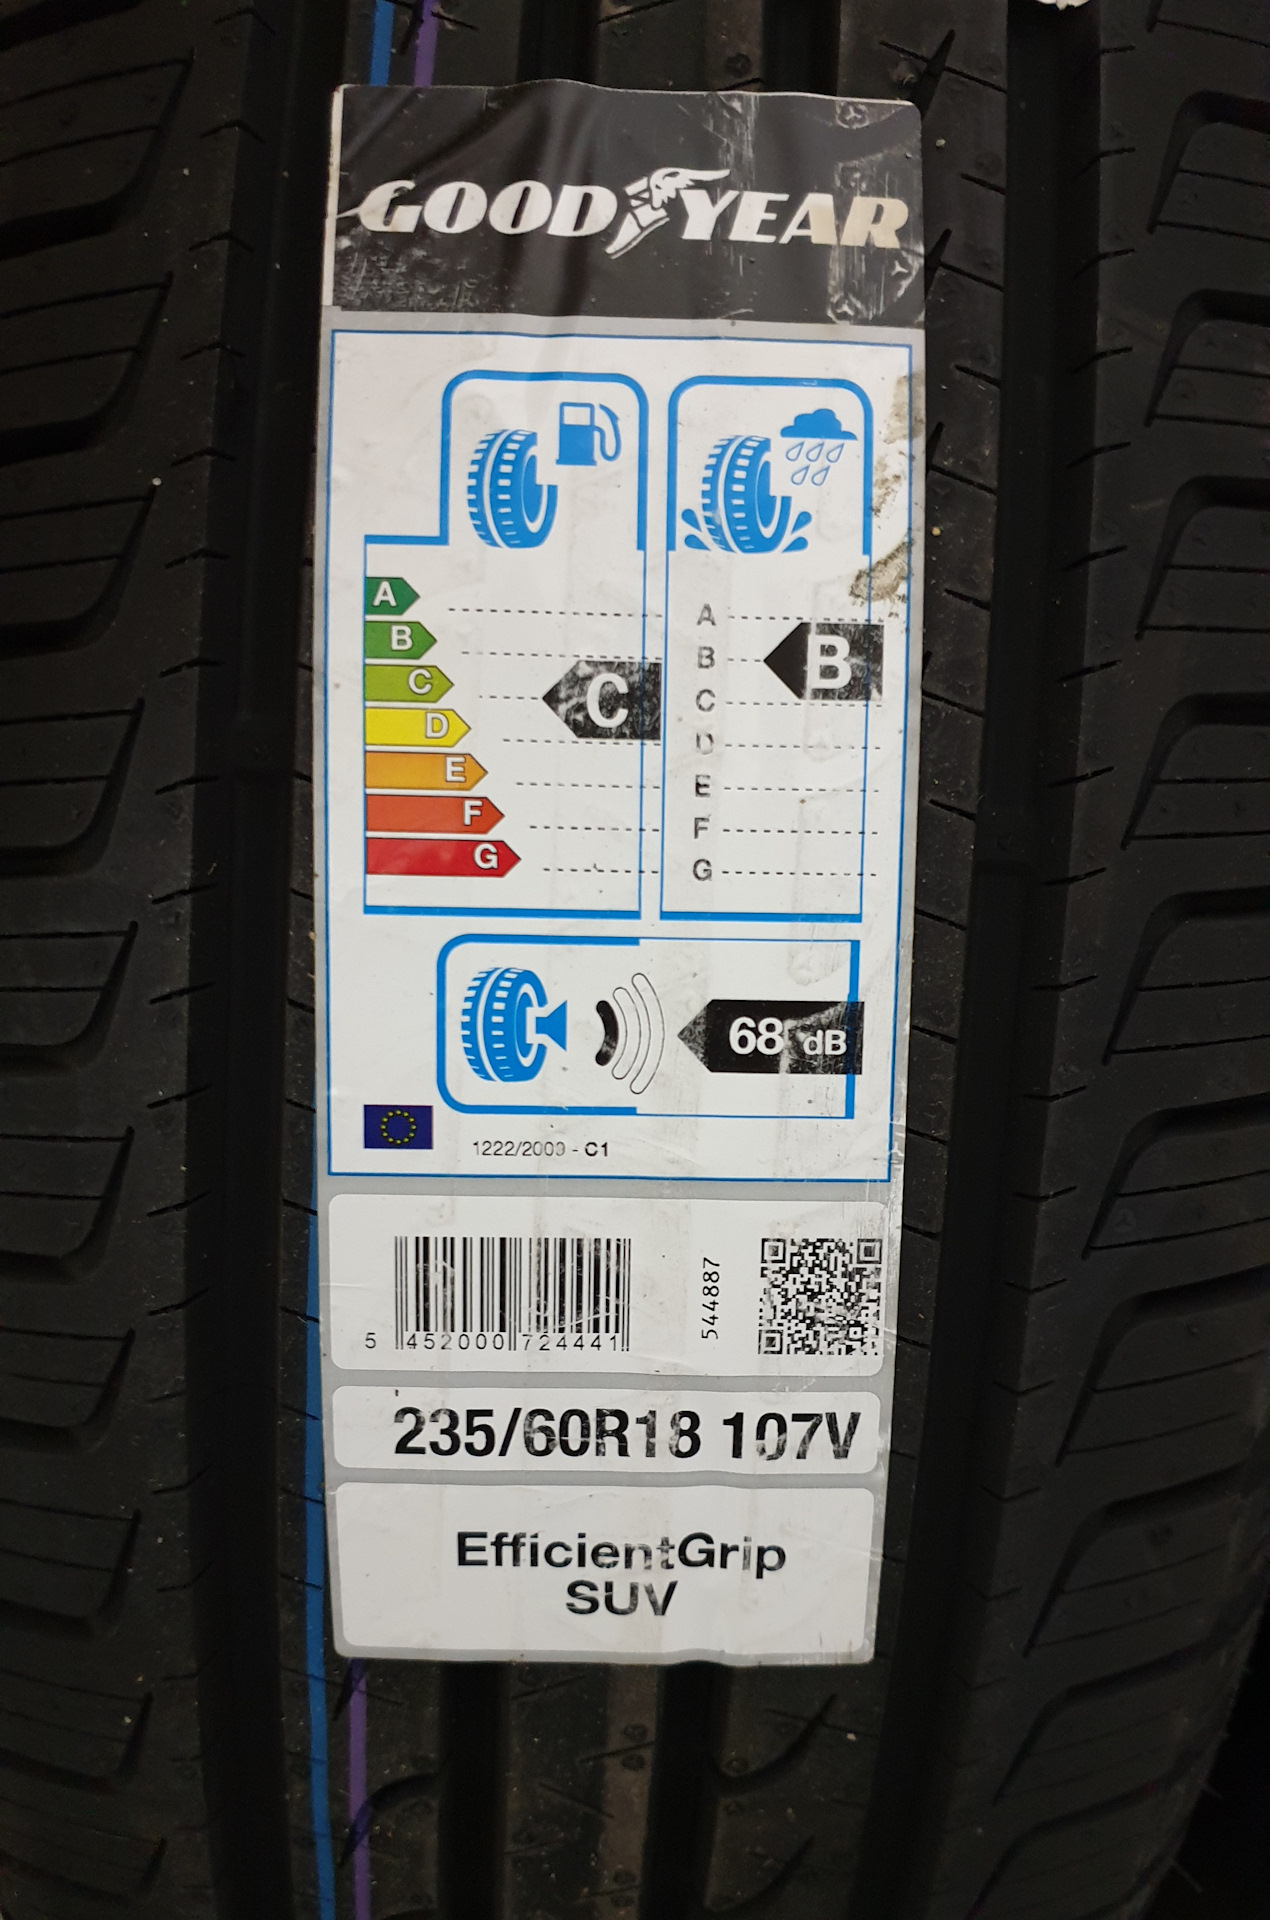 GOODYEAR
A
B
C
D
E
F
G
C
A
B
C
D
E
F
G
B
68 dB
1222/2009 - C1
5 452000 724441
544887
235/60R18 107V
EfficientGrip
SUV